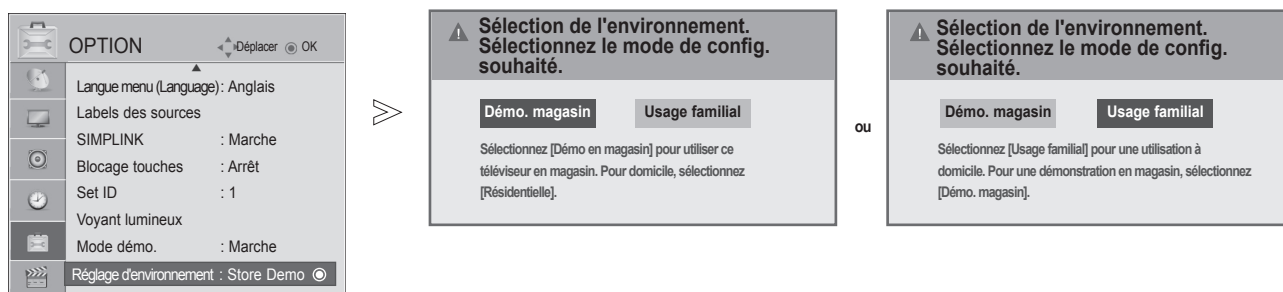 OPTION
Déplacer OK
Langue menu (Language) : Anglais
Labels des sources
SIMPLINK : Marche
Blocage touches : Arrêt
Set ID : 1
Voyant lumineux
Mode démo. : Marche
Réglage d'environnement : Store Demo
Sélection de l'environnement.
Sélectionnez le mode de config.
souhaité.
Démo. magasin Usage familial
Sélectionnez [Démo en magasin] pour utiliser ce
téléviseur en magasin. Pour domicile, sélectionnez
[Résidentielle].
ou
Sélection de l'environnement.
Sélectionnez le mode de config.
souhaité.
Démo. magasin Usage familial
Sélectionnez [Usage familial] pour une utilisation à
domicile. Pour une démonstration en magasin, sélectionnez
[Démo. magasin].